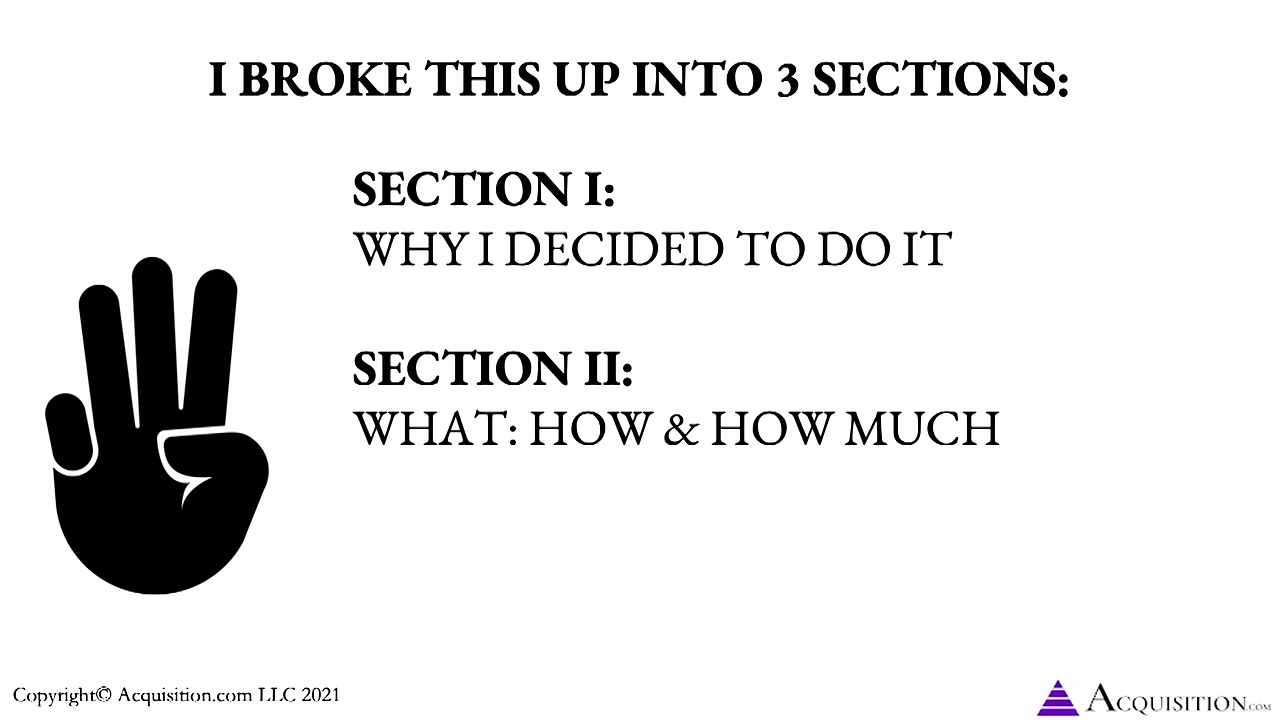 I BROKE THIS UP INTO 3 SECTIONS:
SECTION I:
WHY I DECIDED TO DO IT
SECTION II:
WHAT: HOW & HOW MUCH
Copyright© Acquisition.com LLC 2021
ACQUISITION.COM